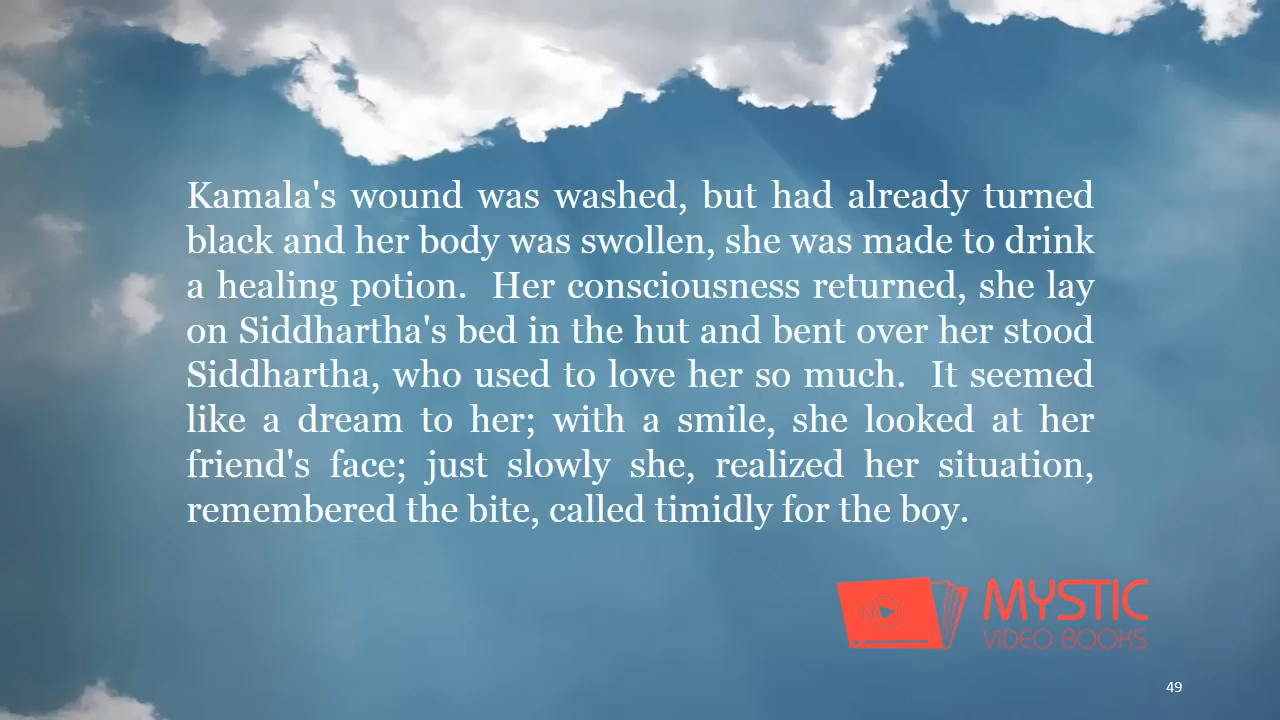 Kamala's wound was washed, but had already turned
black and her body was swollen, she was made to drink
a healing potion.  Her consciousness returned, she lay
on Siddhartha's bed in the hut and bent over her stood
Siddhartha, who used to love her so much.  It seemed
like a dream to her; with a smile, she looked at her
friend's face; just slowly she, realized her situation,
remembered the bite, called timidly for the boy.
MYSTIC
VIDEO BOOKS
49